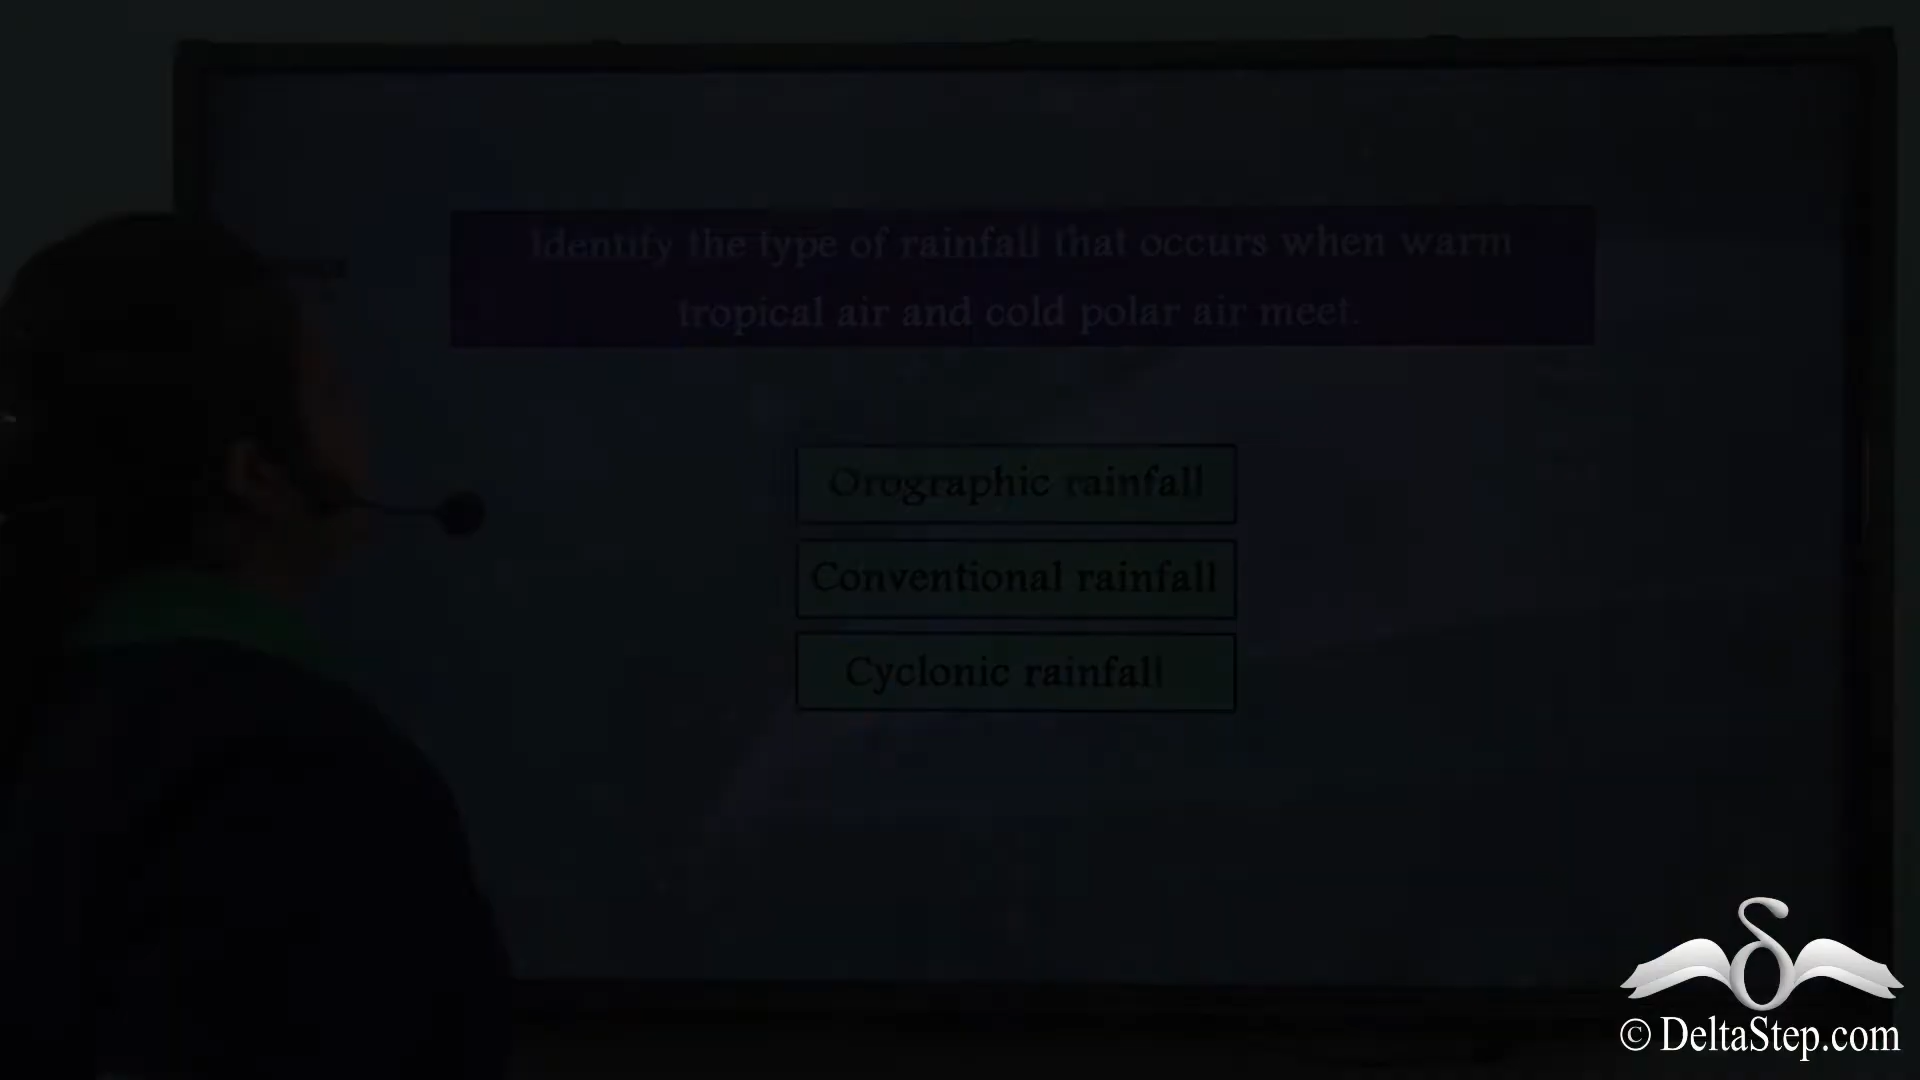 Identify the type of rainfall that occurs when warm
tropical air and cold polar air meet.
Orographic rainfall
Conventional rainfall
Cyclonic rainfall
© DeltaStep.com